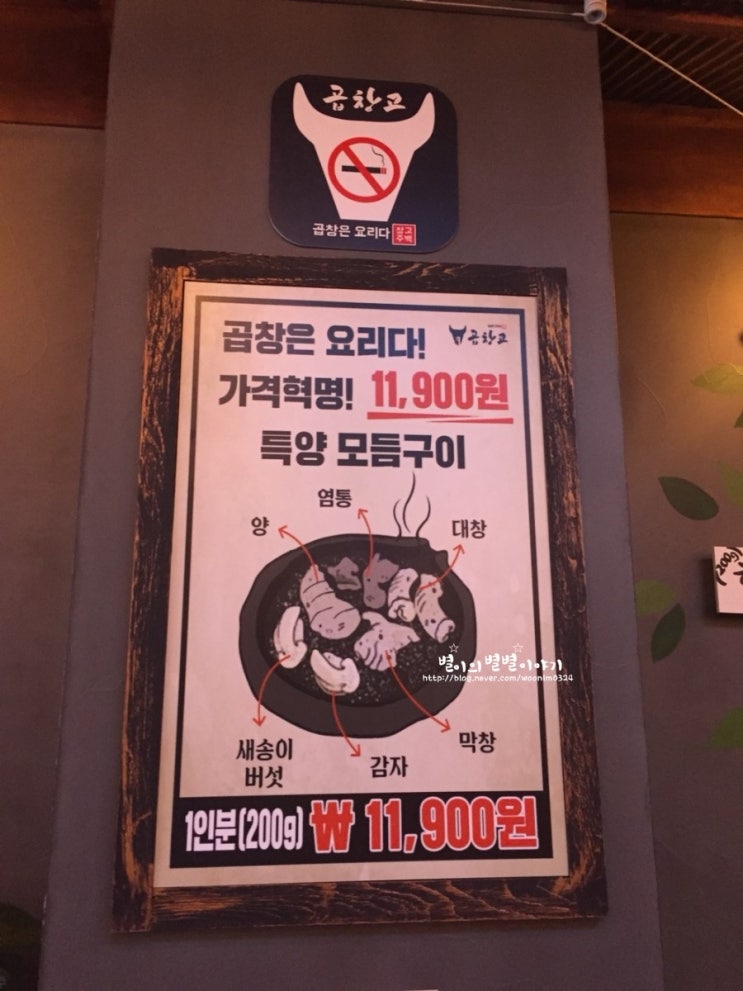 곱창고
곱창은 요리다 창고
주백
곱창은 요리다!
곱창고
가격혁명! 11,900원
특양 모듬구이
염통
양
대창
별이의 별별이야기
http://blog.naver.com/woonim0324
새송이
버섯
감자
막창
1인분(200g) ₩ 11,900원
(200g)